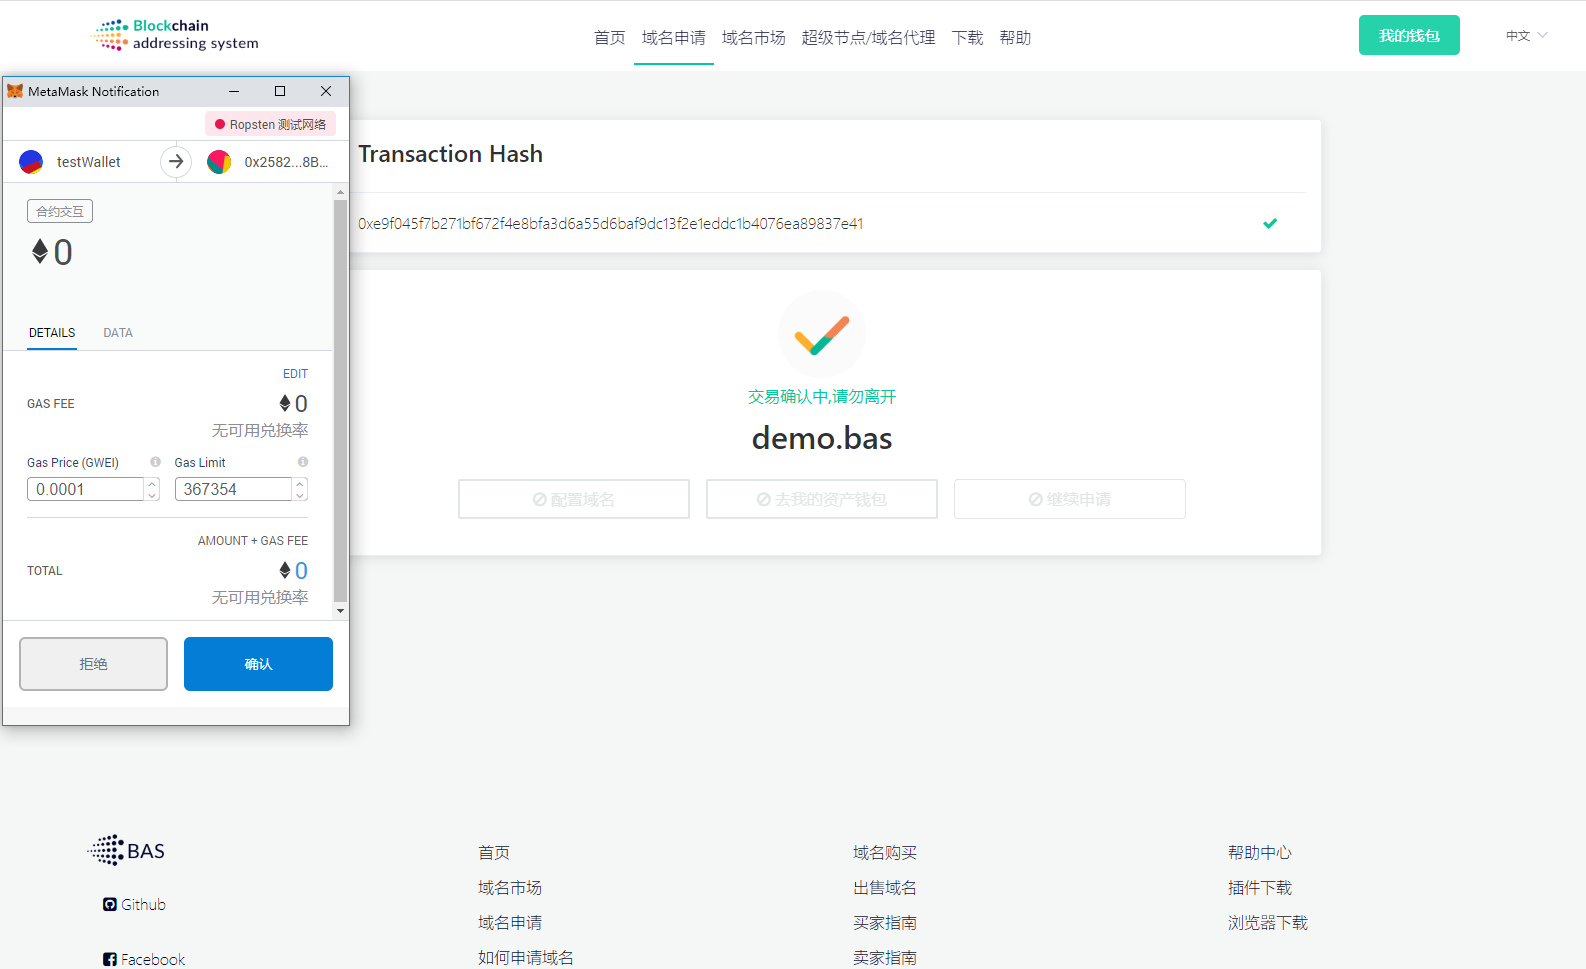 Blockchain
addressing system
首页
域名申请
域名市场
超级节点/域名代理
下载
帮助
我的钱包
中文
MetaMask Notification
Ropsten 测试网络
testWallet
0x2582...8B...
合约交互
0
DETAILS
DATA
EDIT
GAS FEE
0
无可用兑换率
Gas Price (GWEI)
Gas Limit
0.0001
367354
AMOUNT + GAS FEE
TOTAL
0
无可用兑换率
拒绝
确认
Transaction Hash
0xe9f045f7b271bf672f4e8bfa3d6a55d6baf9dc13f2e1eddc1b4076ea89837e41
交易确认中,请勿离开
demo.bas
配置域名
去我的资产钱包
继续申请
BAS
Github
Facebook
首页
域名市场
域名申请
如何申请域名
域名购买
出售域名
买家指南
卖家指南
帮助中心
插件下载
浏览器下载